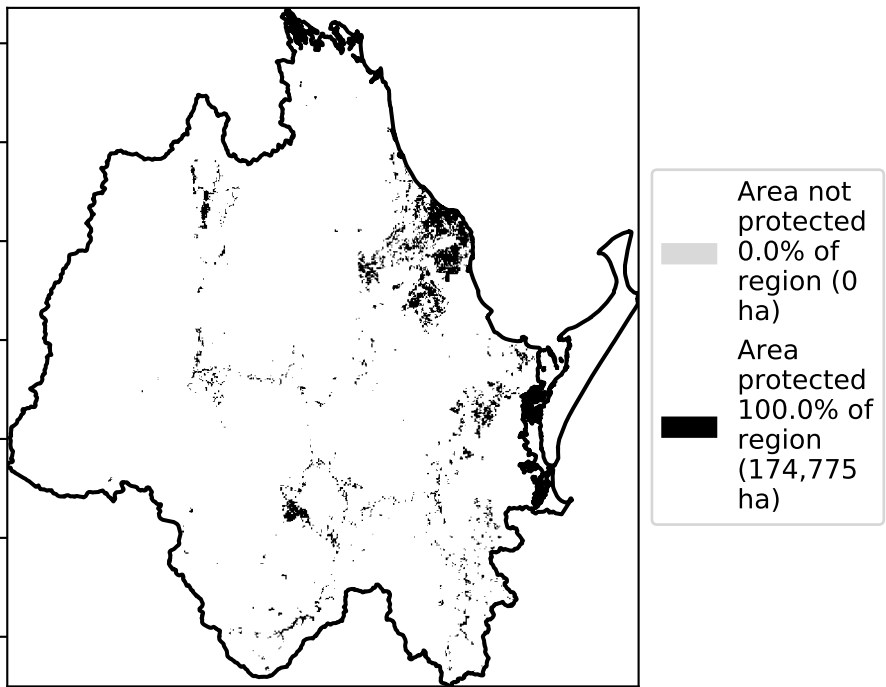 Area not
protected
0.0% of
region (0
ha)
Area
protected
100.0% of
region
(174,775
ha)